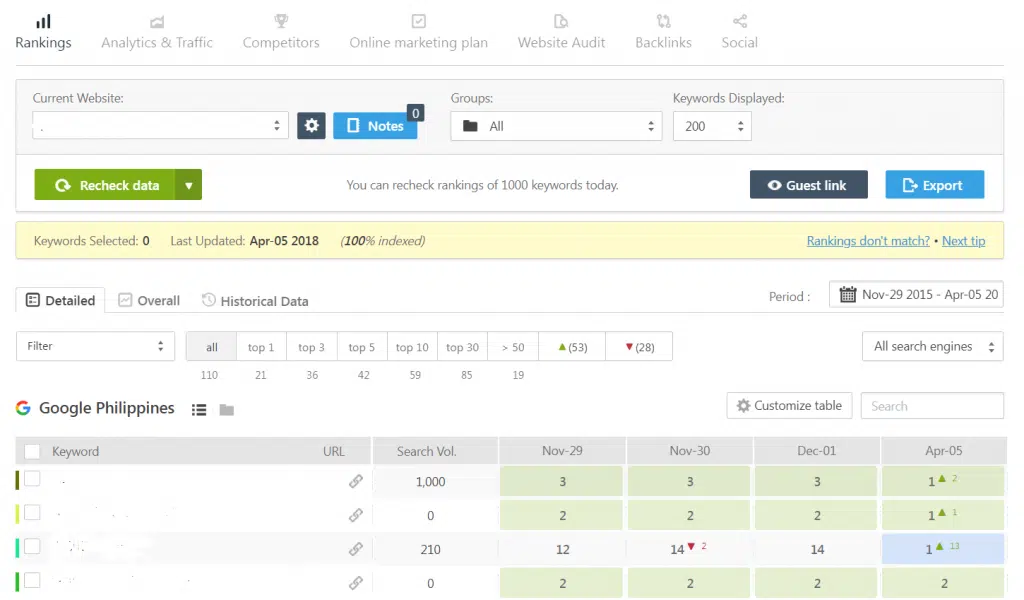 Rankings Analytics & Traffic Competitors Online marketing plan Website Audit Backlinks Social
Current Website: Groups: Keywords Displayed:
Notes 0 All 200
Recheck data You can recheck rankings of 1000 keywords today. Guest link Export
Keywords Selected: 0 Last Updated: Apr-05 2018 (100% indexed) Rankings don't match? • Next tip
Detailed Overall Historical Data Period : Nov-29 2015 - Apr-05 20
Filter all top 1 top 3 top 5 top 10 top 30 > 50 ▲(53) ▼(28) All search engines
110 21 36 42 59 85 19
Google Philippines Customize table Search
Keyword URL Search Vol. Nov-29 Nov-30 Dec-01 Apr-05
1,000 3 3 3 1▲ 2
0 2 2 2 1▲ 1
210 12 14▼ 2 14 1▲ 13
0 2 2 2 2